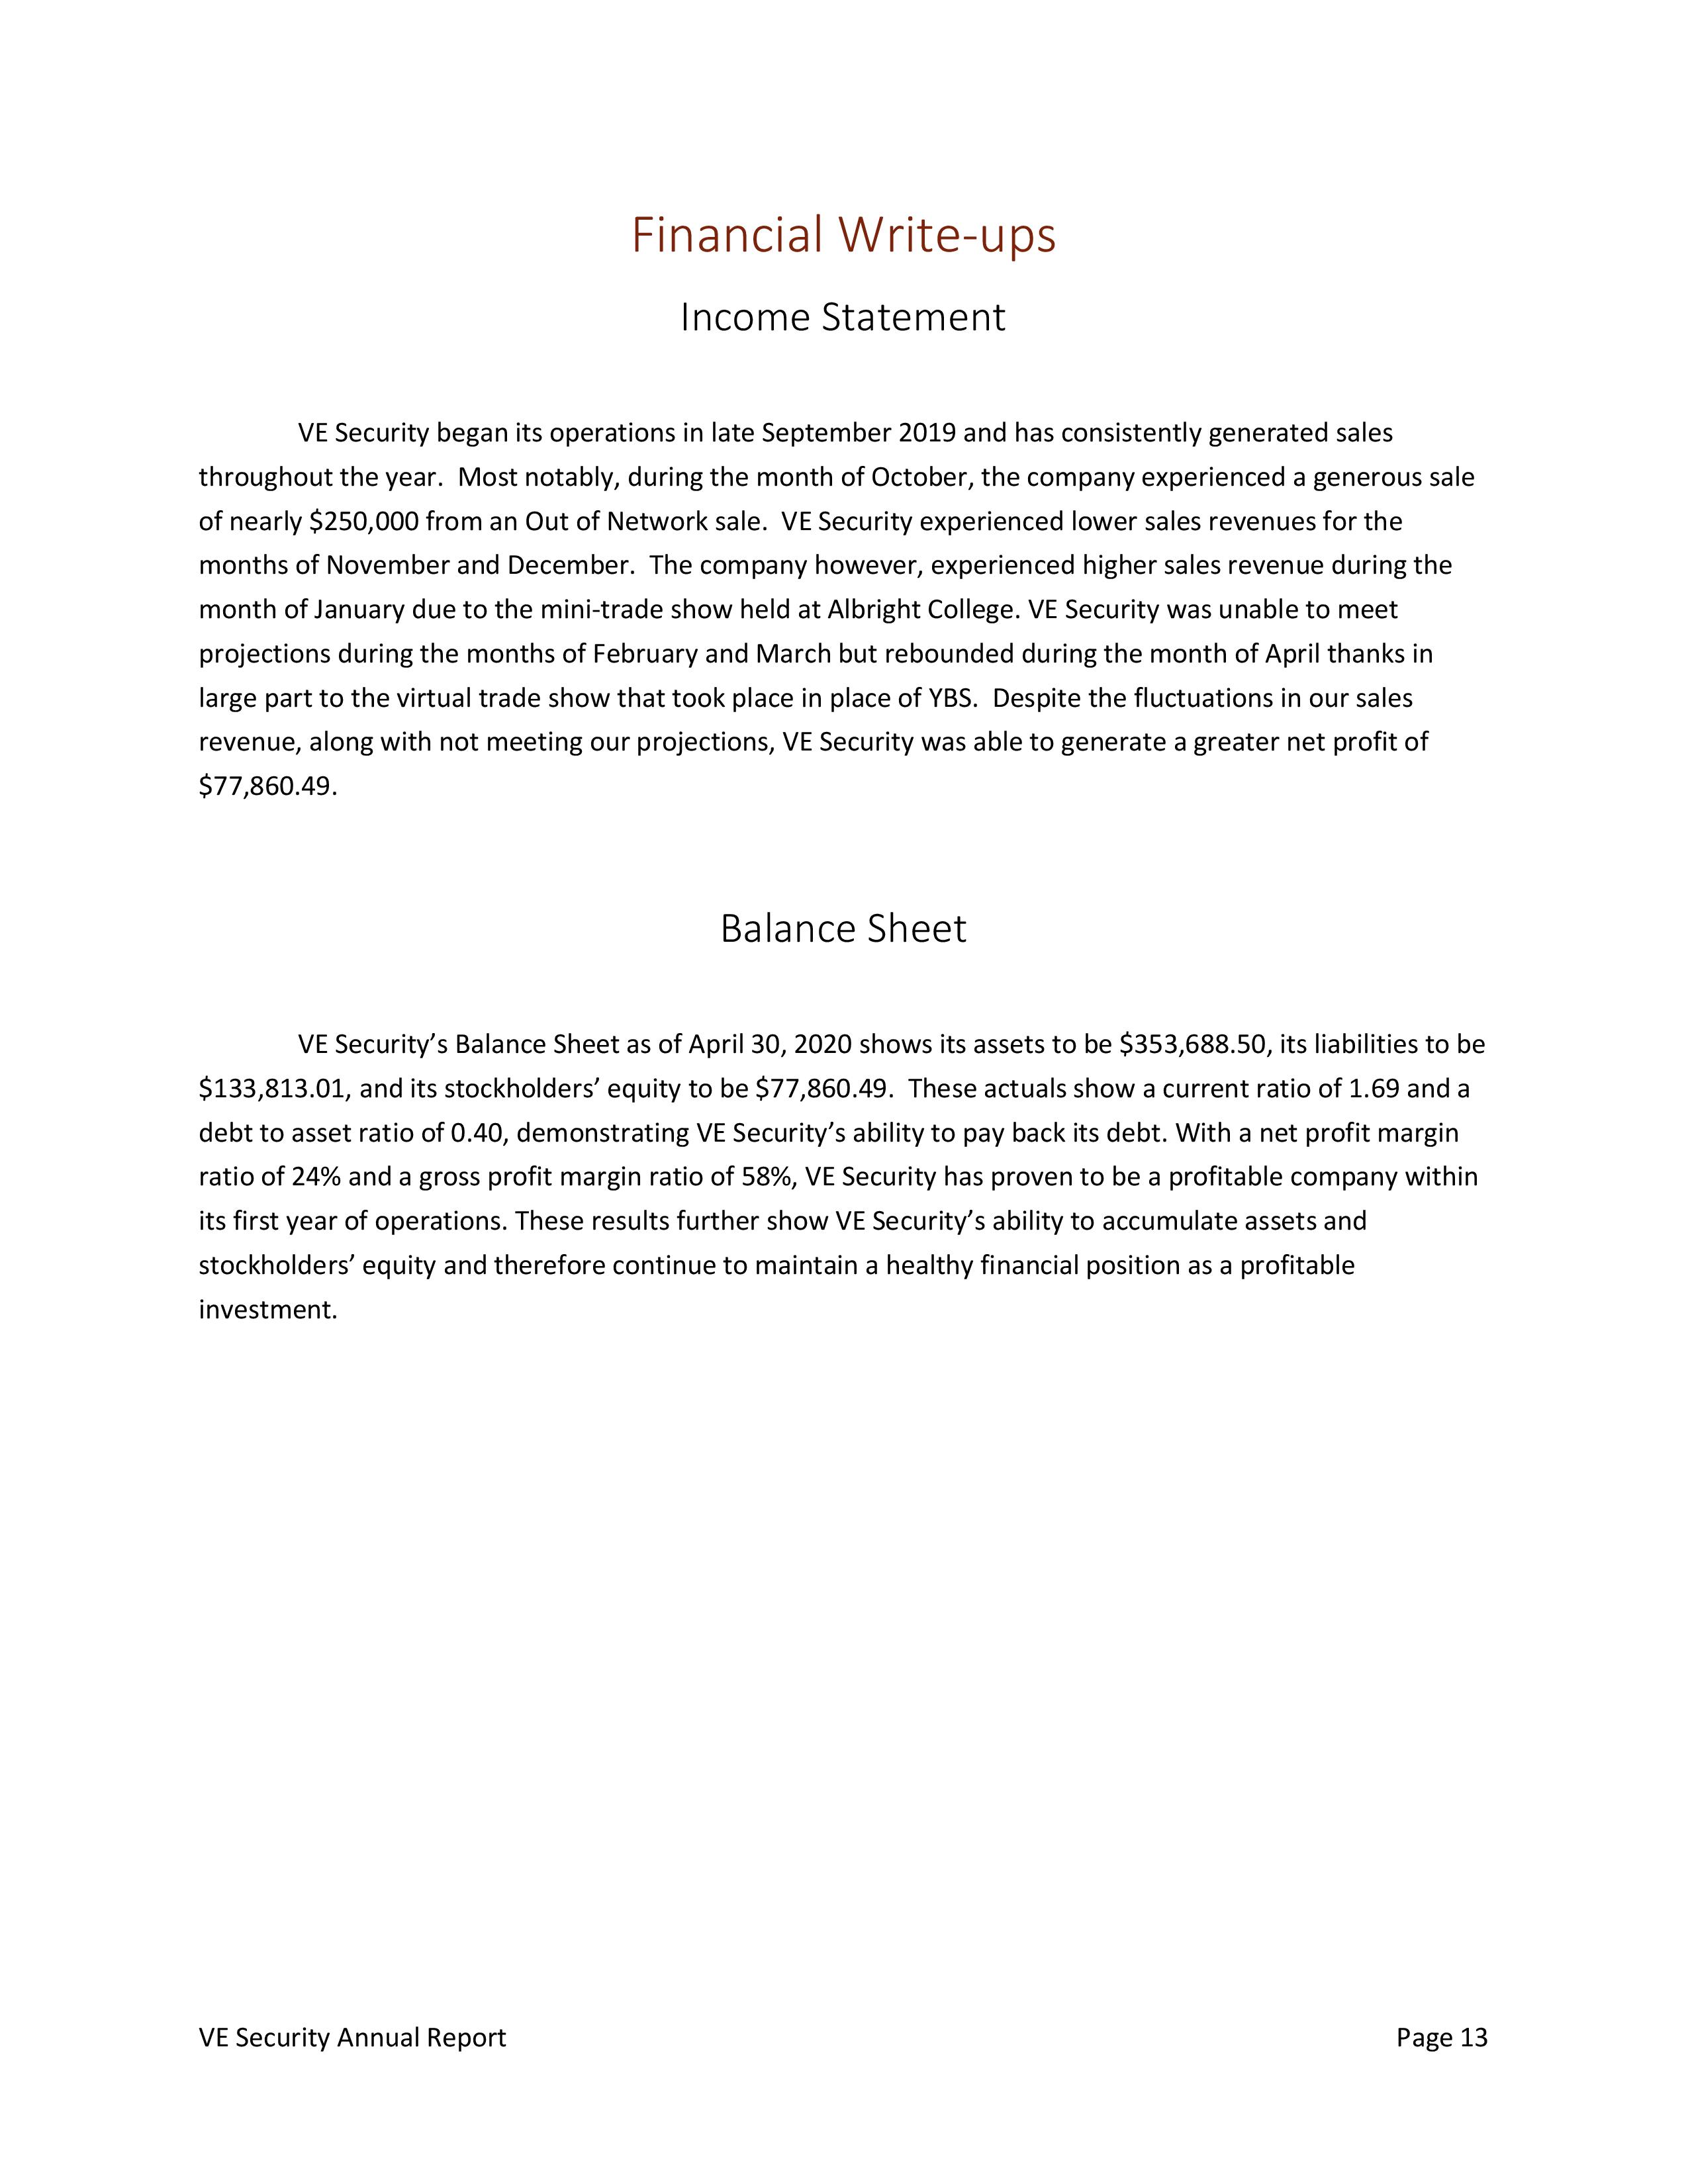 Financial Write-ups
Income Statement
VE Security began its operations in late September 2019 and has consistently generated sales
throughout the year.  Most notably, during the month of October, the company experienced a generous sale
of nearly $250,000 from an Out of Network sale.  VE Security experienced lower sales revenues for the
months of November and December.  The company however, experienced higher sales revenue during the
month of January due to the mini-trade show held at Albright College. VE Security was unable to meet
projections during the months of February and March but rebounded during the month of April thanks in
large part to the virtual trade show that took place in place of YBS.  Despite the fluctuations in our sales
revenue, along with not meeting our projections, VE Security was able to generate a greater net profit of
$77,860.49.
Balance Sheet
VE Security’s Balance Sheet as of April 30, 2020 shows its assets to be $353,688.50, its liabilities to be
$133,813.01, and its stockholders’ equity to be $77,860.49.  These actuals show a current ratio of 1.69 and a
debt to asset ratio of 0.40, demonstrating VE Security’s ability to pay back its debt. With a net profit margin
ratio of 24% and a gross profit margin ratio of 58%, VE Security has proven to be a profitable company within
its first year of operations. These results further show VE Security’s ability to accumulate assets and
stockholders’ equity and therefore continue to maintain a healthy financial position as a profitable
investment.
VE Security Annual Report Page 13